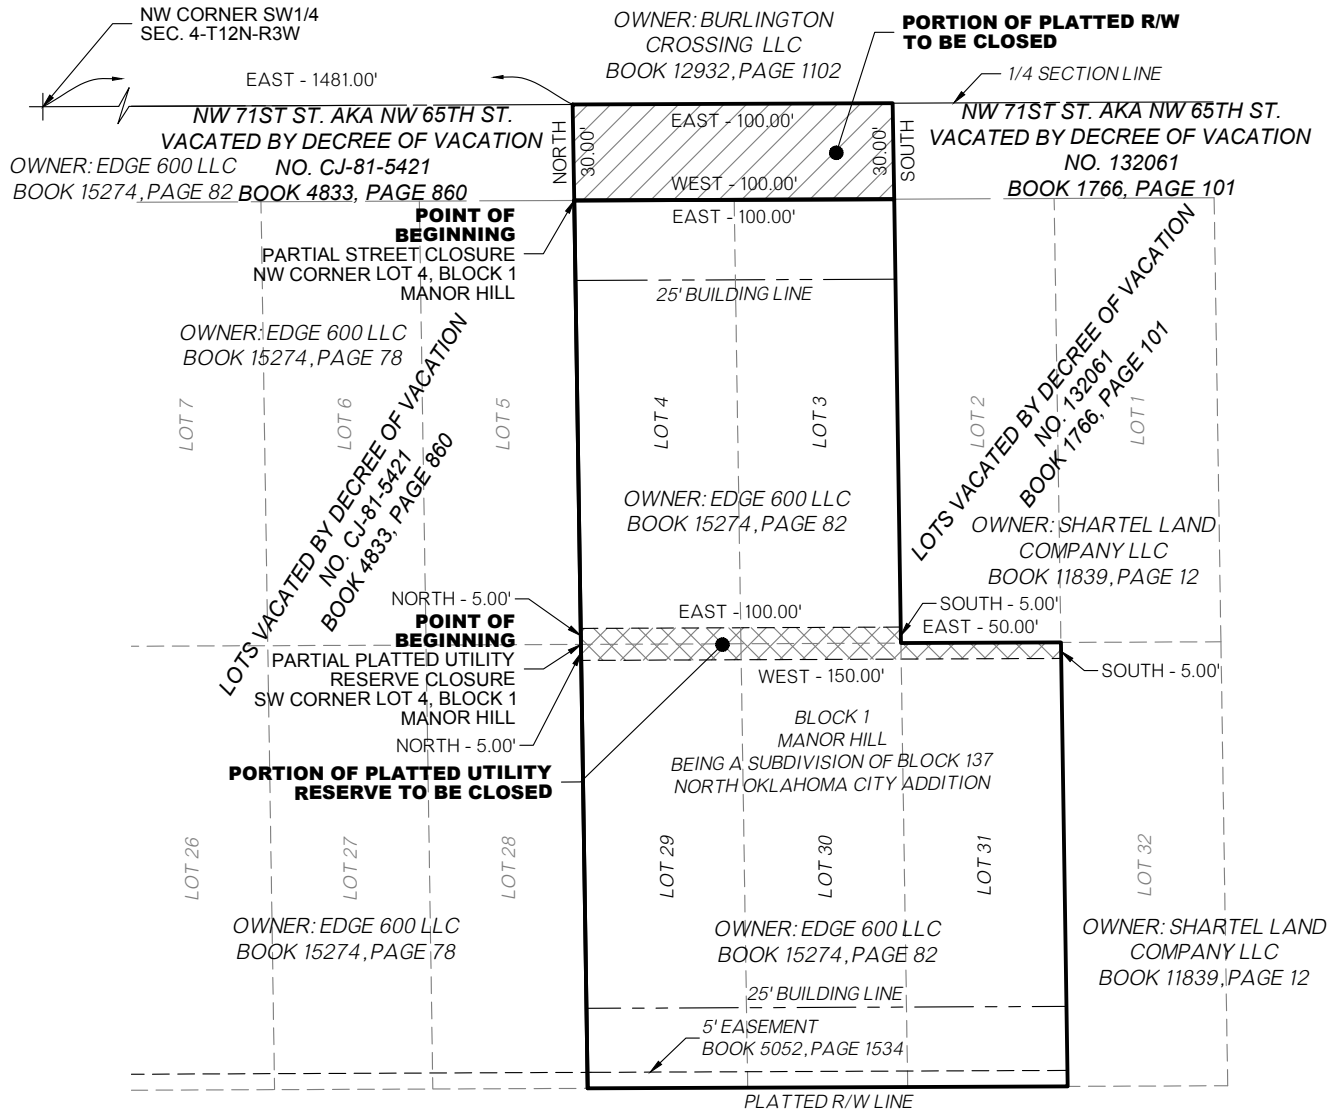 NW CORNER SW1/4
SEC. 4-T12N-R3W
OWNER: BURLINGTON
CROSSING LLC
BOOK 12932, PAGE 1102
PORTION OF PLATTED R/W
TO BE CLOSED
EAST - 1481.00'
1/4 SECTION LINE
NW 71ST ST. AKA NW 65TH ST.
VACATED BY DECREE OF VACATION
NO. CJ-81-5421
BOOK 4833, PAGE 860
OWNER: EDGE 600 LLC
BOOK 15274, PAGE 82
NORTH
30.00'
EAST - 100.00'
WEST - 100.00'
30.00'
SOUTH
NW 71ST ST. AKA NW 65TH ST.
VACATED BY DECREE OF VACATION
NO. 132061
BOOK 1766, PAGE 101
POINT OF
BEGINNING
PARTIAL STREET CLOSURE
NW CORNER LOT 4, BLOCK 1
MANOR HILL
EAST - 100.00'
25' BUILDING LINE
OWNER: EDGE 600 LLC
BOOK 15274, PAGE 78
LOTS VACATED BY DECREE OF VACATION
NO. CJ-81-5421
BOOK 4833, PAGE 860
LOTS VACATED BY DECREE OF VACATION
NO. 132061
BOOK 1766, PAGE 101
LOT 7
LOT 6
LOT 5
LOT 4
LOT 3
LOT 2
LOT 1
OWNER: EDGE 600 LLC
BOOK 15274, PAGE 82
OWNER: SHARTEL LAND
COMPANY LLC
BOOK 11839, PAGE 12
NORTH - 5.00'
POINT OF
BEGINNING
PARTIAL PLATTED UTILITY
RESERVE CLOSURE
SW CORNER LOT 4, BLOCK 1
MANOR HILL
NORTH - 5.00'
EAST - 100.00'
SOUTH - 5.00'
EAST - 50.00'
SOUTH - 5.00'
WEST - 150.00'
PORTION OF PLATTED UTILITY
RESERVE TO BE CLOSED
BLOCK 1
MANOR HILL
BEING A SUBDIVISION OF BLOCK 137
NORTH OKLAHOMA CITY ADDITION
LOT 26
LOT 27
LOT 28
LOT 29
LOT 30
LOT 31
LOT 32
OWNER: EDGE 600 LLC
BOOK 15274, PAGE 78
OWNER: EDGE 600 LLC
BOOK 15274, PAGE 82
OWNER: SHARTEL LAND
COMPANY LLC
BOOK 11839, PAGE 12
25' BUILDING LINE
5' EASEMENT
BOOK 5052, PAGE 1534
PLATTED R/W LINE